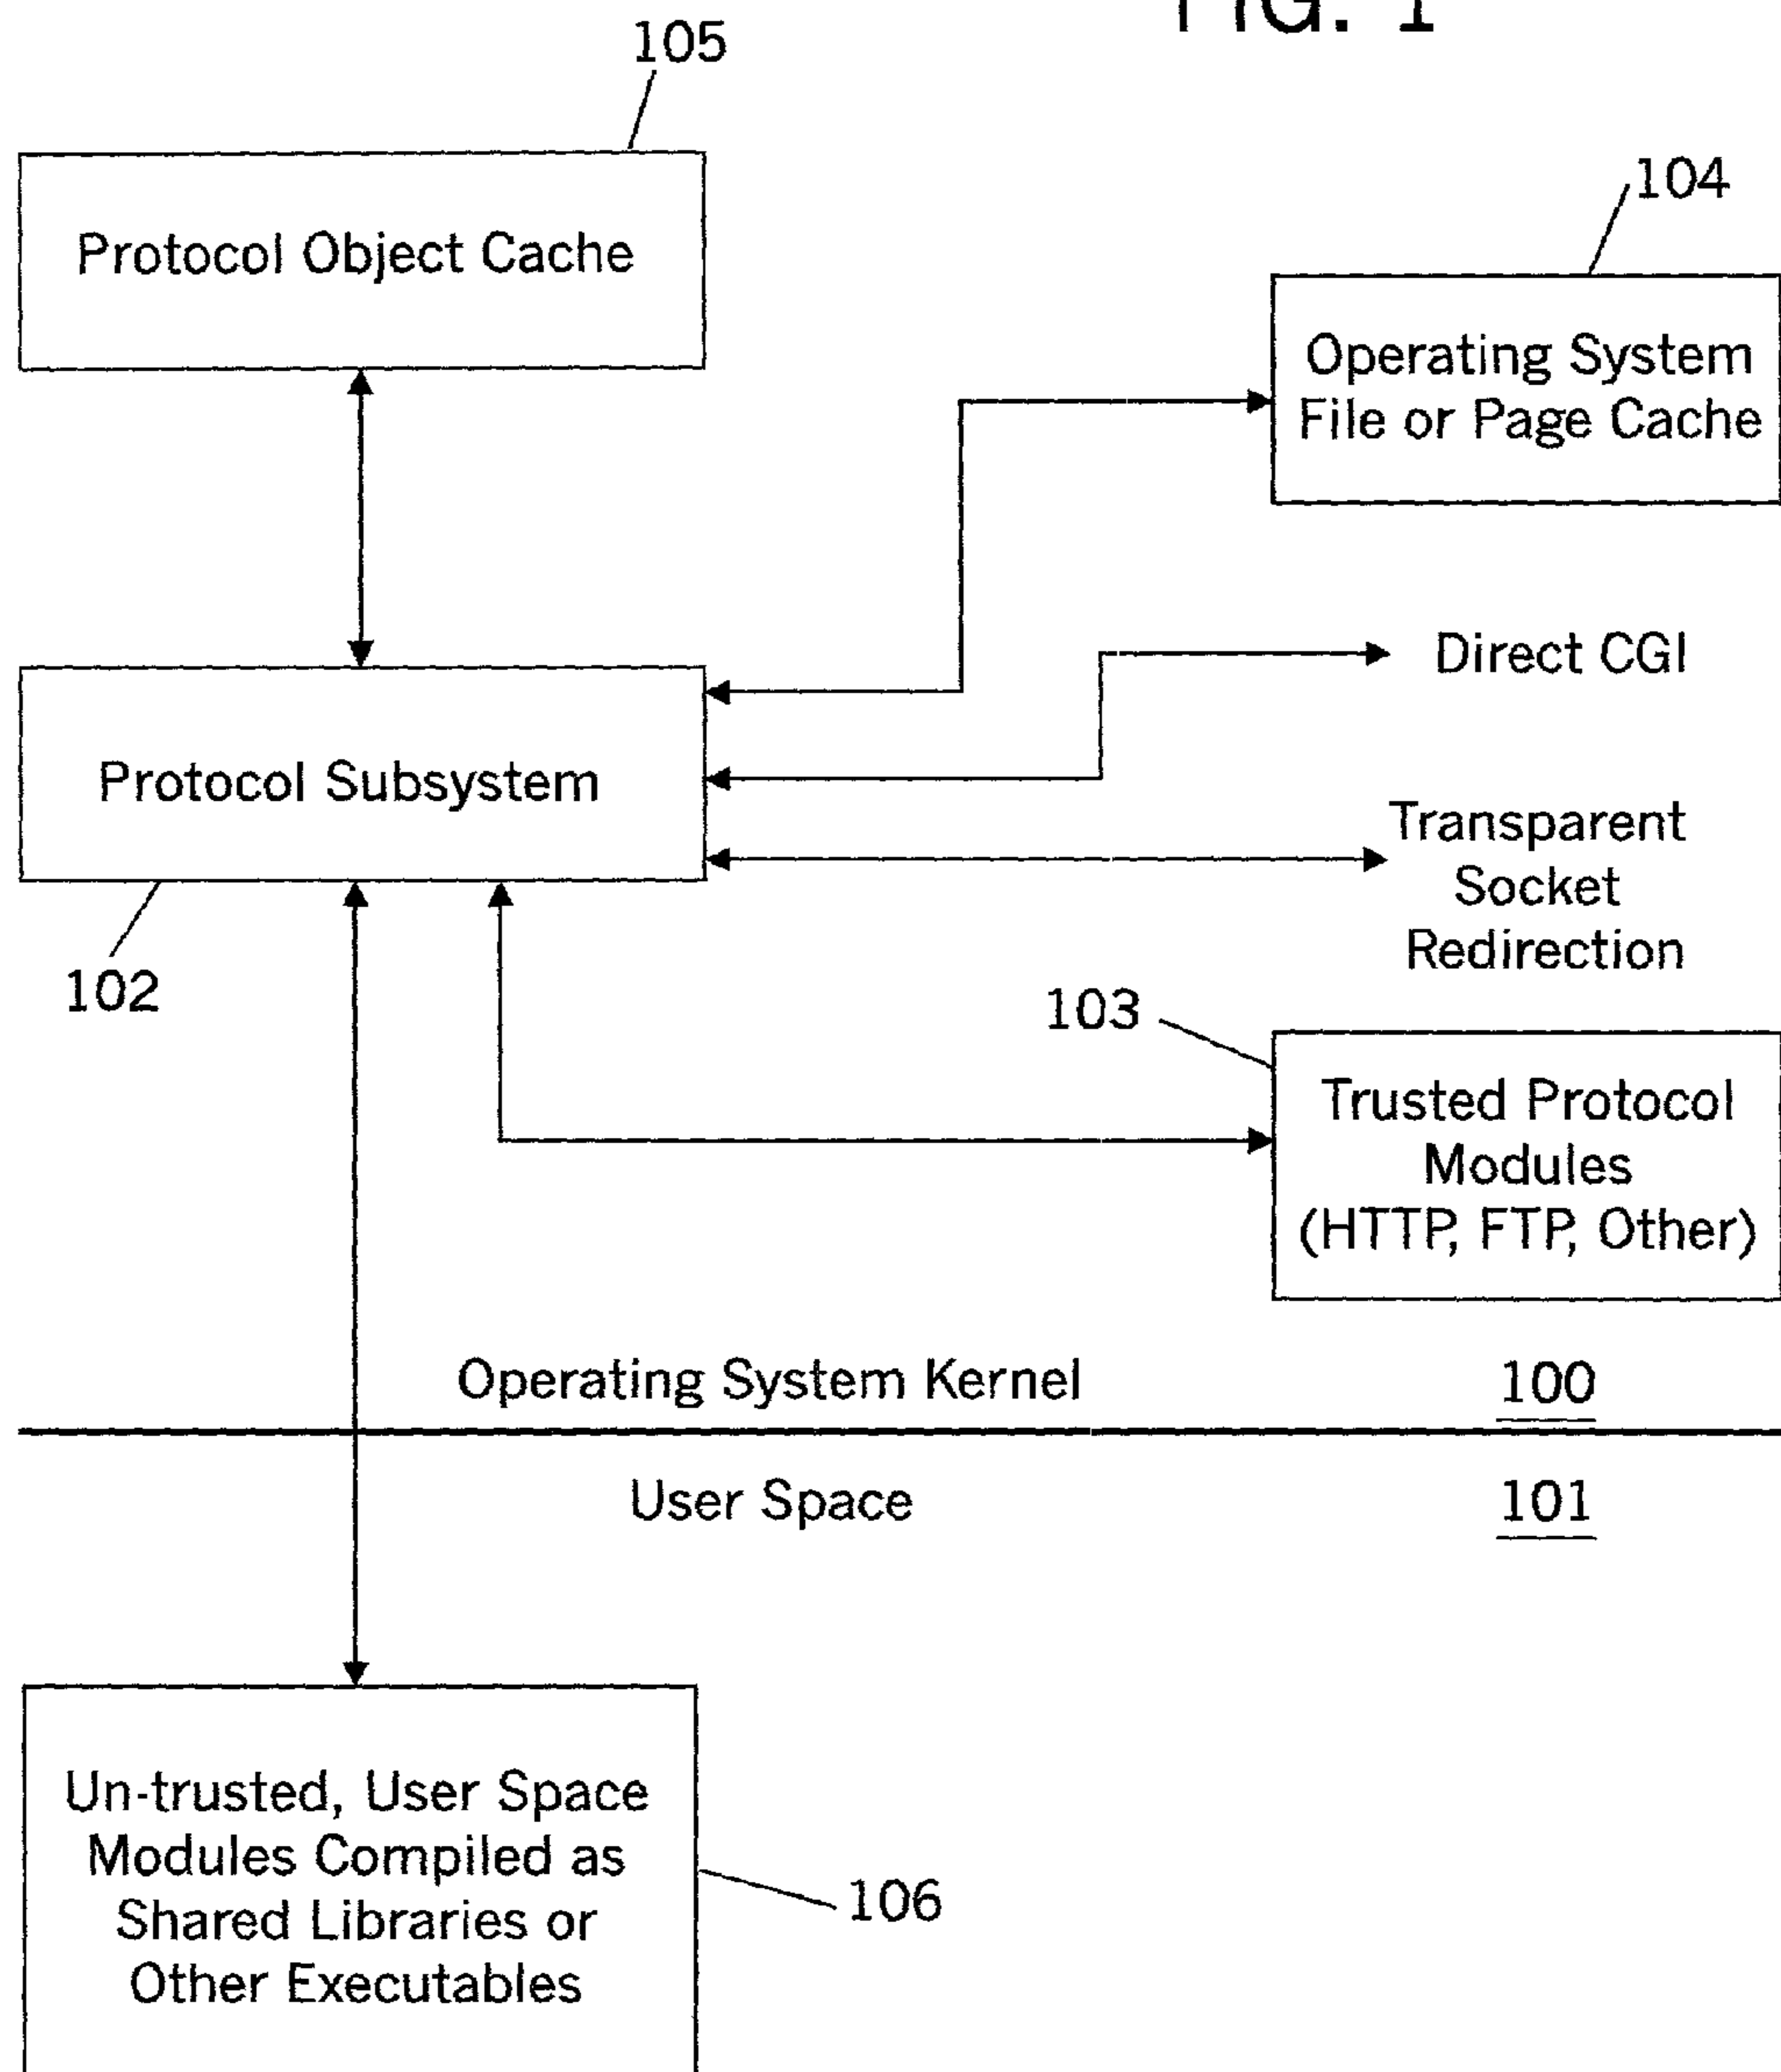 FIG. 1
105
104
Protocol Object Cache
Operating System
File or Page Cache
Direct CGI
Protocol Subsystem
Transparent
Socket
Redirection
102
103
Trusted Protocol
Modules
(HTTP, FTP, Other)
Operating System Kernel
100
User Space
101
Un-trusted, User Space
Modules Compiled as
Shared Libraries or
Other Executables
106